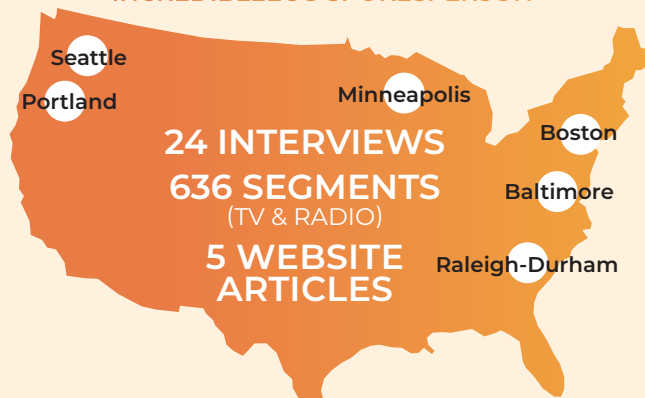 Seattle
Portland
Minneapolis
Boston
Baltimore
Raleigh-Durham
24 INTERVIEWS
636 SEGMENTS
(TV & RADIO)
5 WEBSITE
ARTICLES